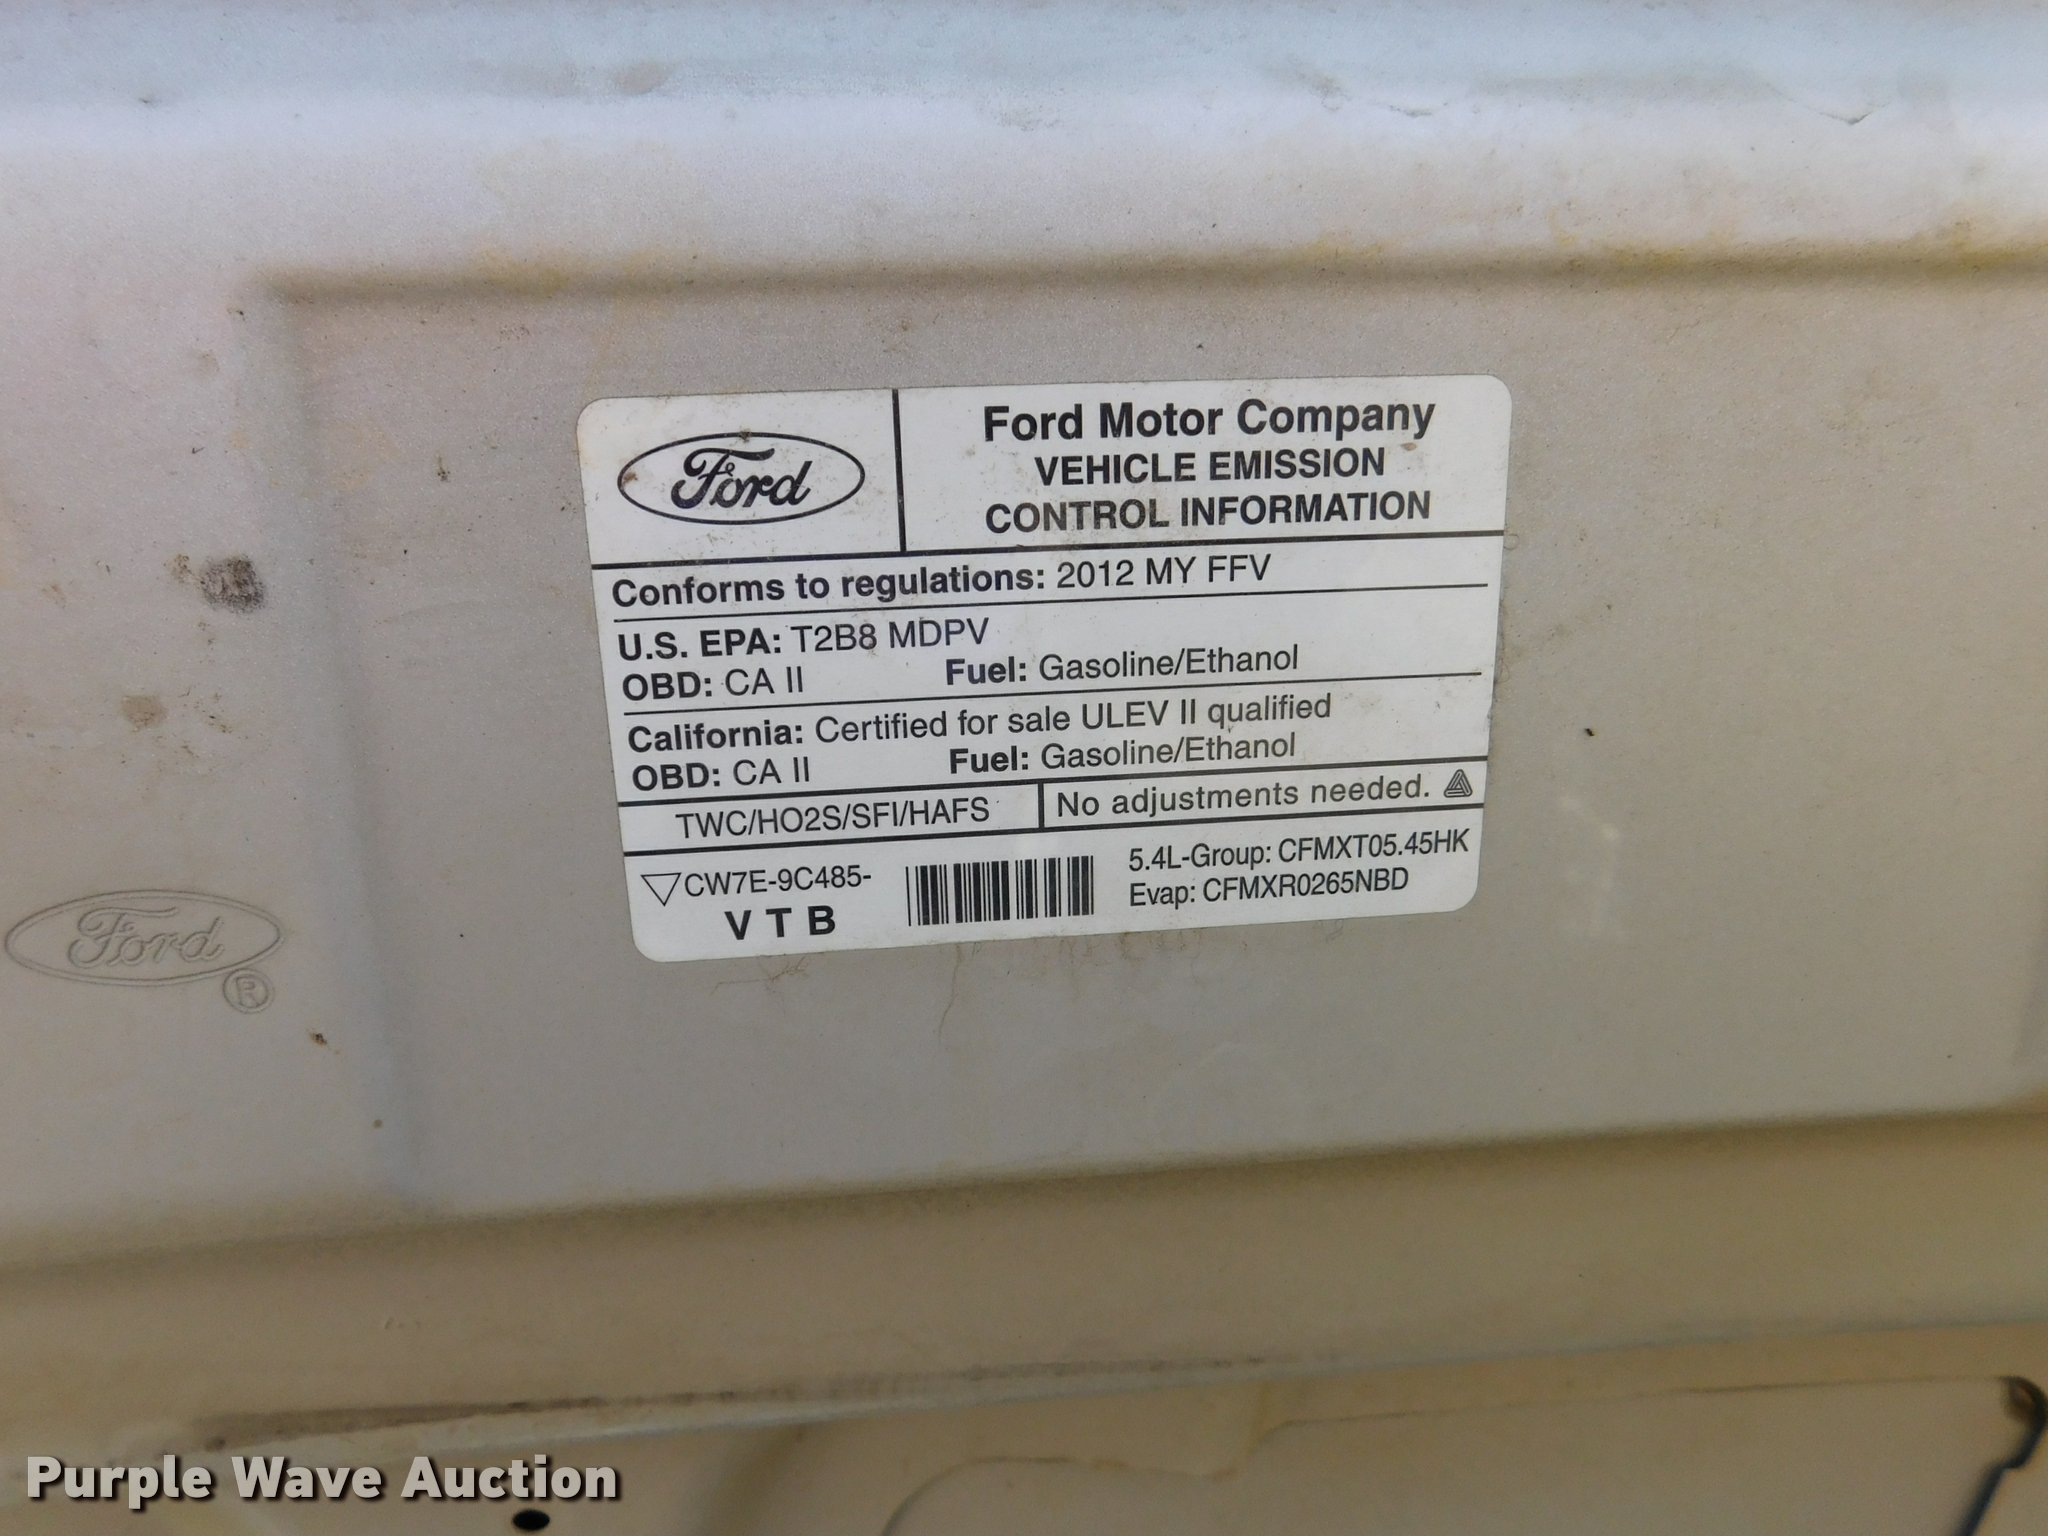 Ford
Ford Motor Company
VEHICLE EMISSION
CONTROL INFORMATION
Conforms to regulations: 2012 MY FFV
U.S. EPA: T2B8 MDPV
OBD: CA II Fuel: Gasoline/Ethanol
California: Certified for sale ULEV II qualified
OBD: CA II Fuel: Gasoline/Ethanol
TWC/HO2S/SFI/HAFS
No adjustments needed.
CW7E-9C485-
V T B
5.4L-Group: CFMXT05.45HK
Evap: CFMXR0265NBD
Ford
®
Purple Wave Auction